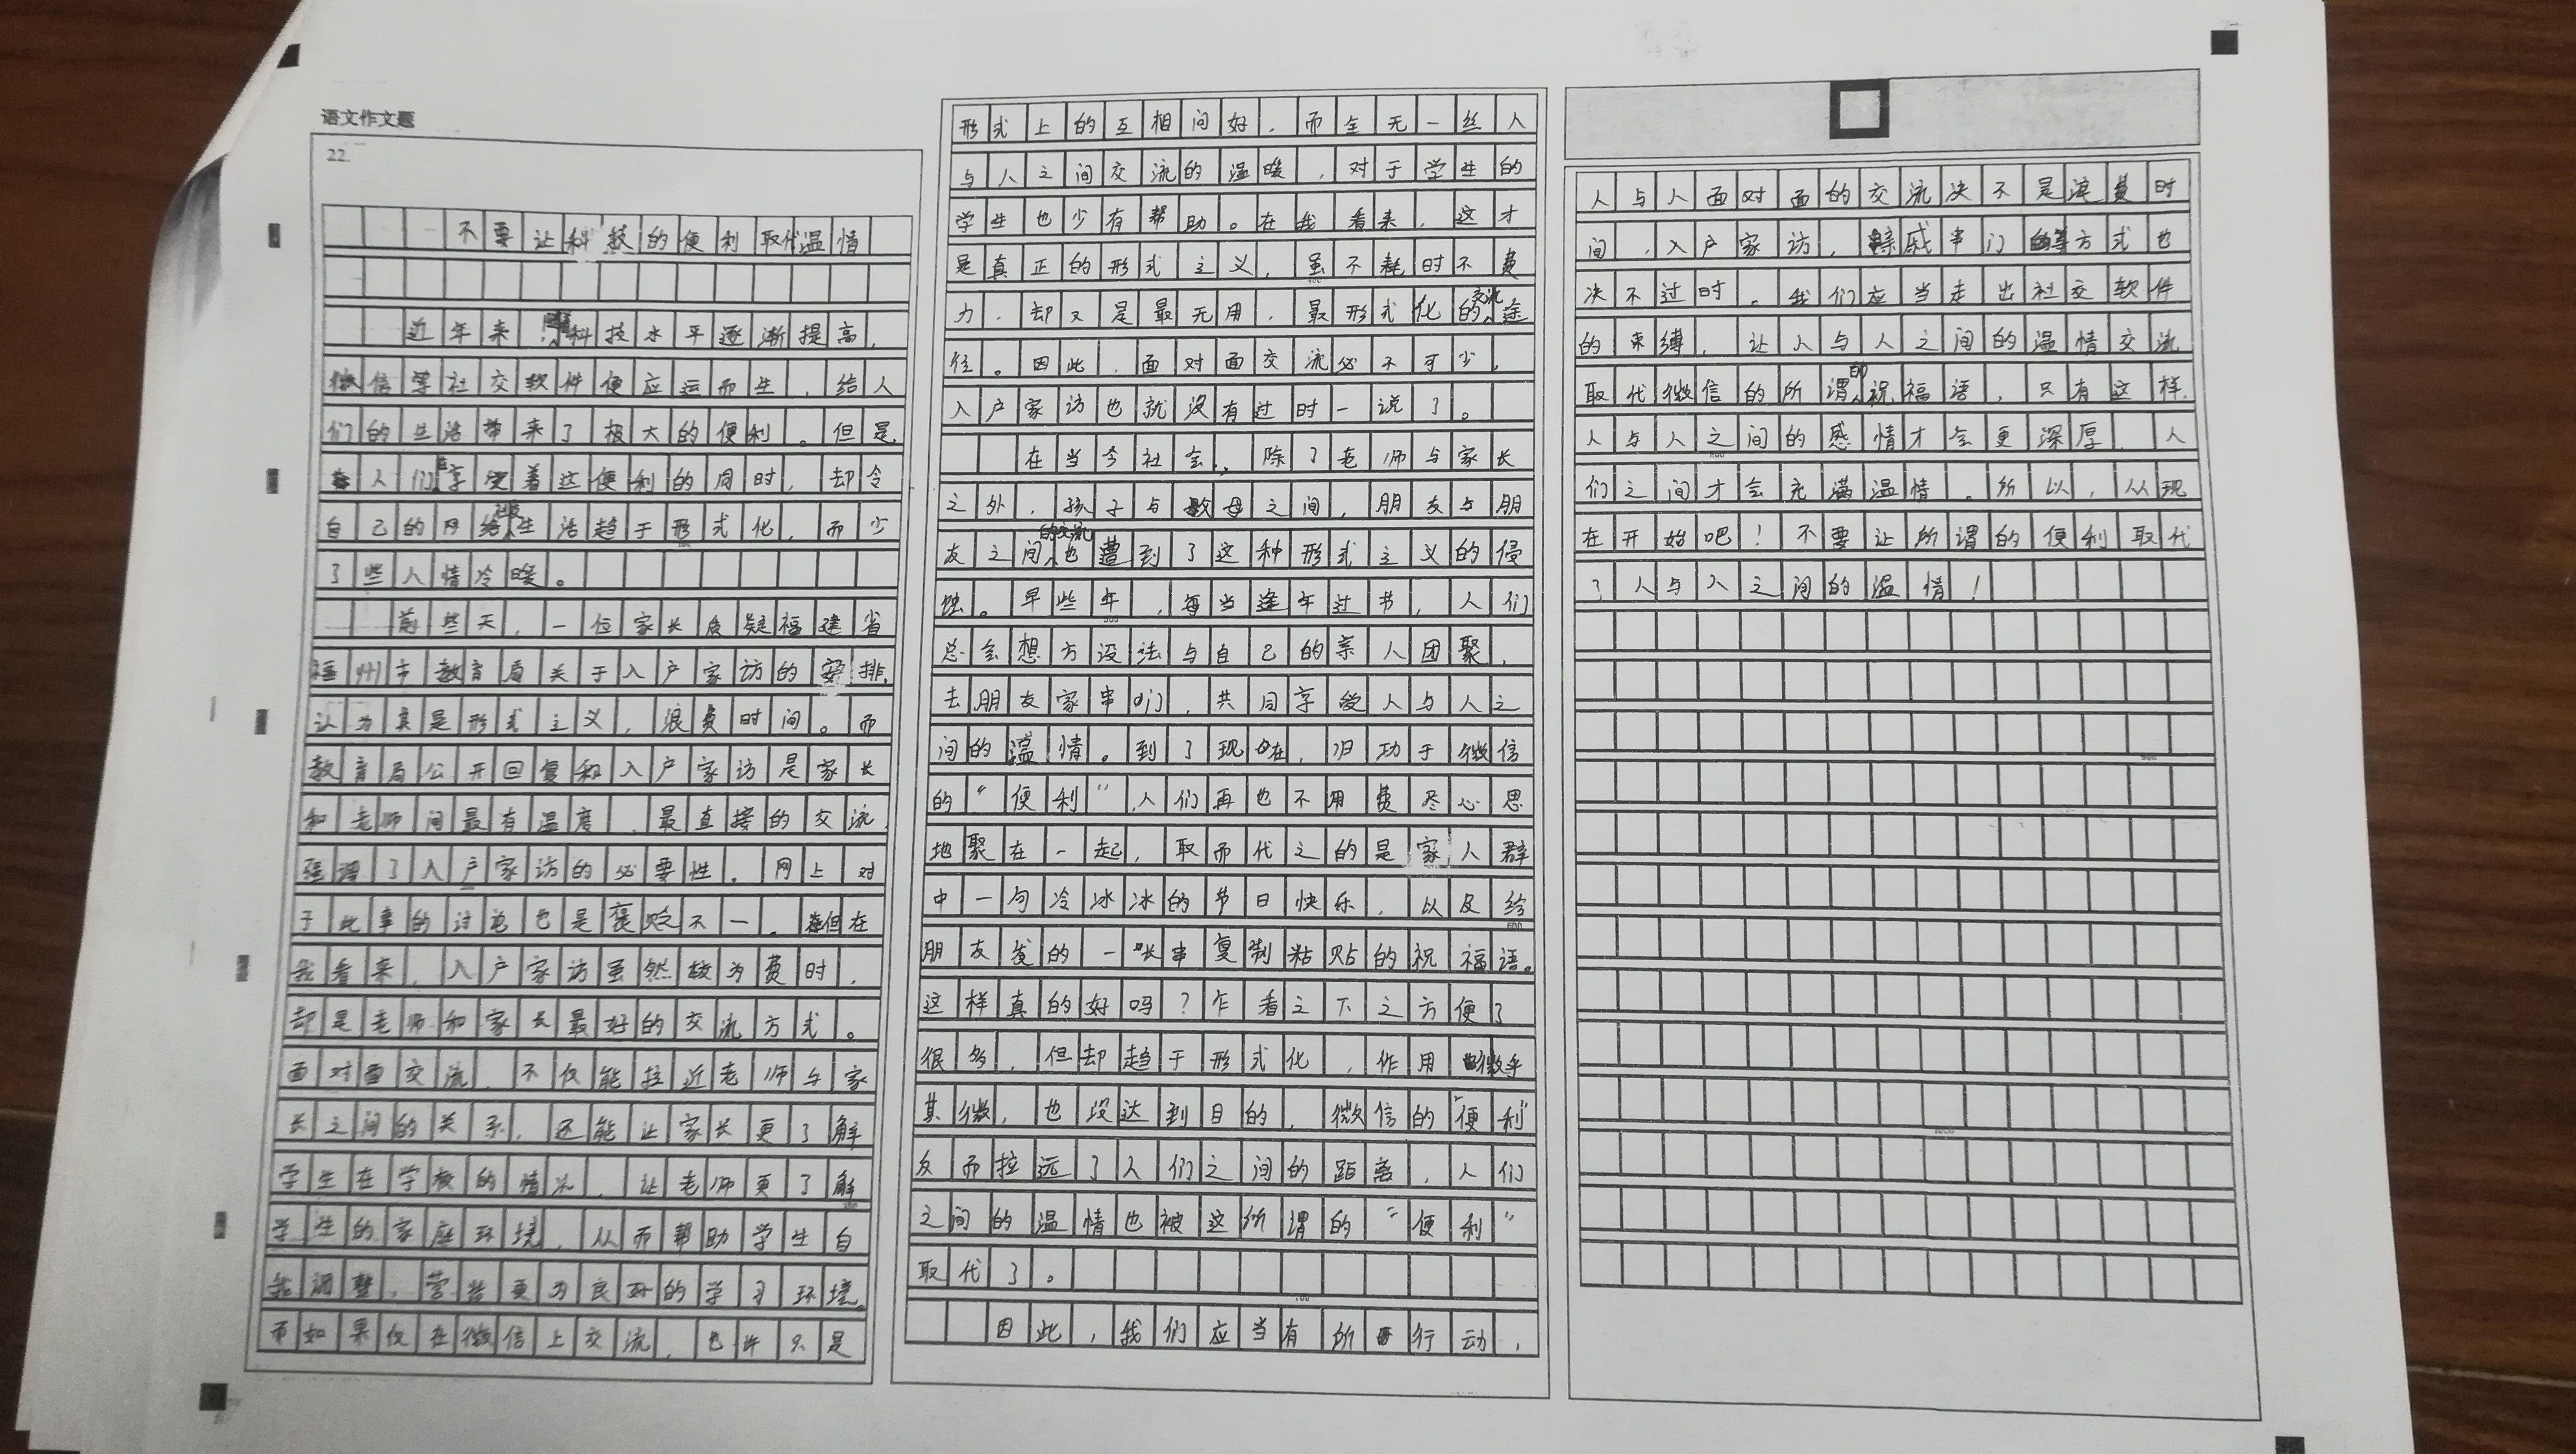 语文作文题
22.
不要让科技的便利取代温情
近年来,科技水平逐渐提高,
微信等社交软件便应运而生,给人
们的生活带来了极大的便利。但是,
人们在享受着这便利的同时,却令
自己的网络生活趋于形式化,而少
了些人情冷暖。
前些天,一位家长质疑福建省
福州市教育局关于入户家访的安排,
认为真是形式主义,浪费时间。而
教育局公开回复称入户家访是家长
和老师间最有温度,最直接的交流,
强调了入户家访的必要性。网上对
于此事的讨论也是褒贬不一。但在
我看来,入户家访虽然较为费时,
却是老师和家长最好的交流方式。
面对面交流,不仅能拉近老师与家
长之间的关系,还能让家长更了解
学生在学校的情况,让老师更了解
学生的家庭环境,从而帮助学生自
我调整,营造更为良好的学习环境。
而如果仅在微信上交流,也许只是
形式上的互相问好,而全无一丝人
与人之间交流的温暖,对于学生的
学生也少有帮助。在我看来,这才
是真正的形式主义,虽不耗时不费
力,却又是最无用,最形式化的交流途
径。因此,面对面交流必不可少,
入户家访也就没有过时一说了。
在当今社会,除了老师与家长
之外,孩子与父母之间,朋友与朋
友之间的交流也遭到了这种形式主义的侵
蚀。早些年,每当逢年过节,人们
总会想方设法与自己的亲人团聚,
去朋友家串门,共同享受人与人之
间的温情。到了现在,归功于微信
的“便利”,人们再也不用费尽心思
地聚在一起,取而代之的是家人群
中一句冷冰冰的节日快乐,以及给
朋友发的一长串复制粘贴的祝福语。
这样真的好吗?乍看之下之方便了
很多,但却趋于形式化,作用微乎
其微,也没达到目的,微信的“便利”
反而拉远了人们之间的距离,人们
之间的温情也被这所谓的“便利”
取代了。
因此,我们应当有所行动,
人与人面对面的交流决不是浪费时
间,入户家访,亲戚串门等方式也
决不过时。我们应当走出社交软件
的束缚,让人与人之间的温情交流
取代微信的所谓的祝福语,只有这样,
人与人之间的感情才会更深厚,人
们之间才会充满温情。所以,从现
在开始吧!不要让所谓的便利取代
了人与人之间的温情!